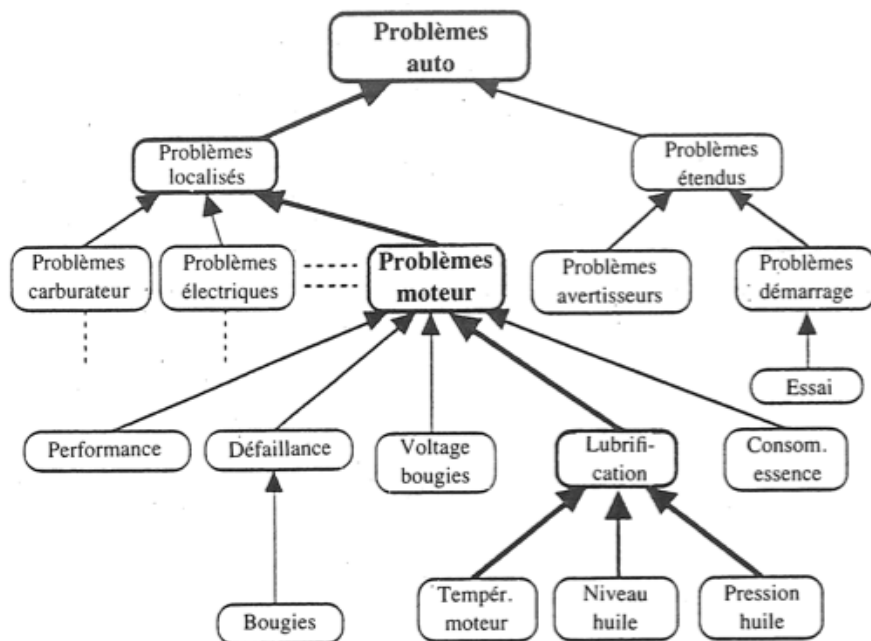 Problèmes
auto
Problèmes
localisés
Problèmes
étendus
Problèmes
carburateur
Problèmes
électriques
Problèmes
moteur
Problèmes
avertisseurs
Problèmes
démarrage
Essai
Performance
Défaillance
Voltage
bougies
Lubrifi-
cation
Consom.
essence
Bougies
Tempér.
moteur
Niveau
huile
Pression
huile